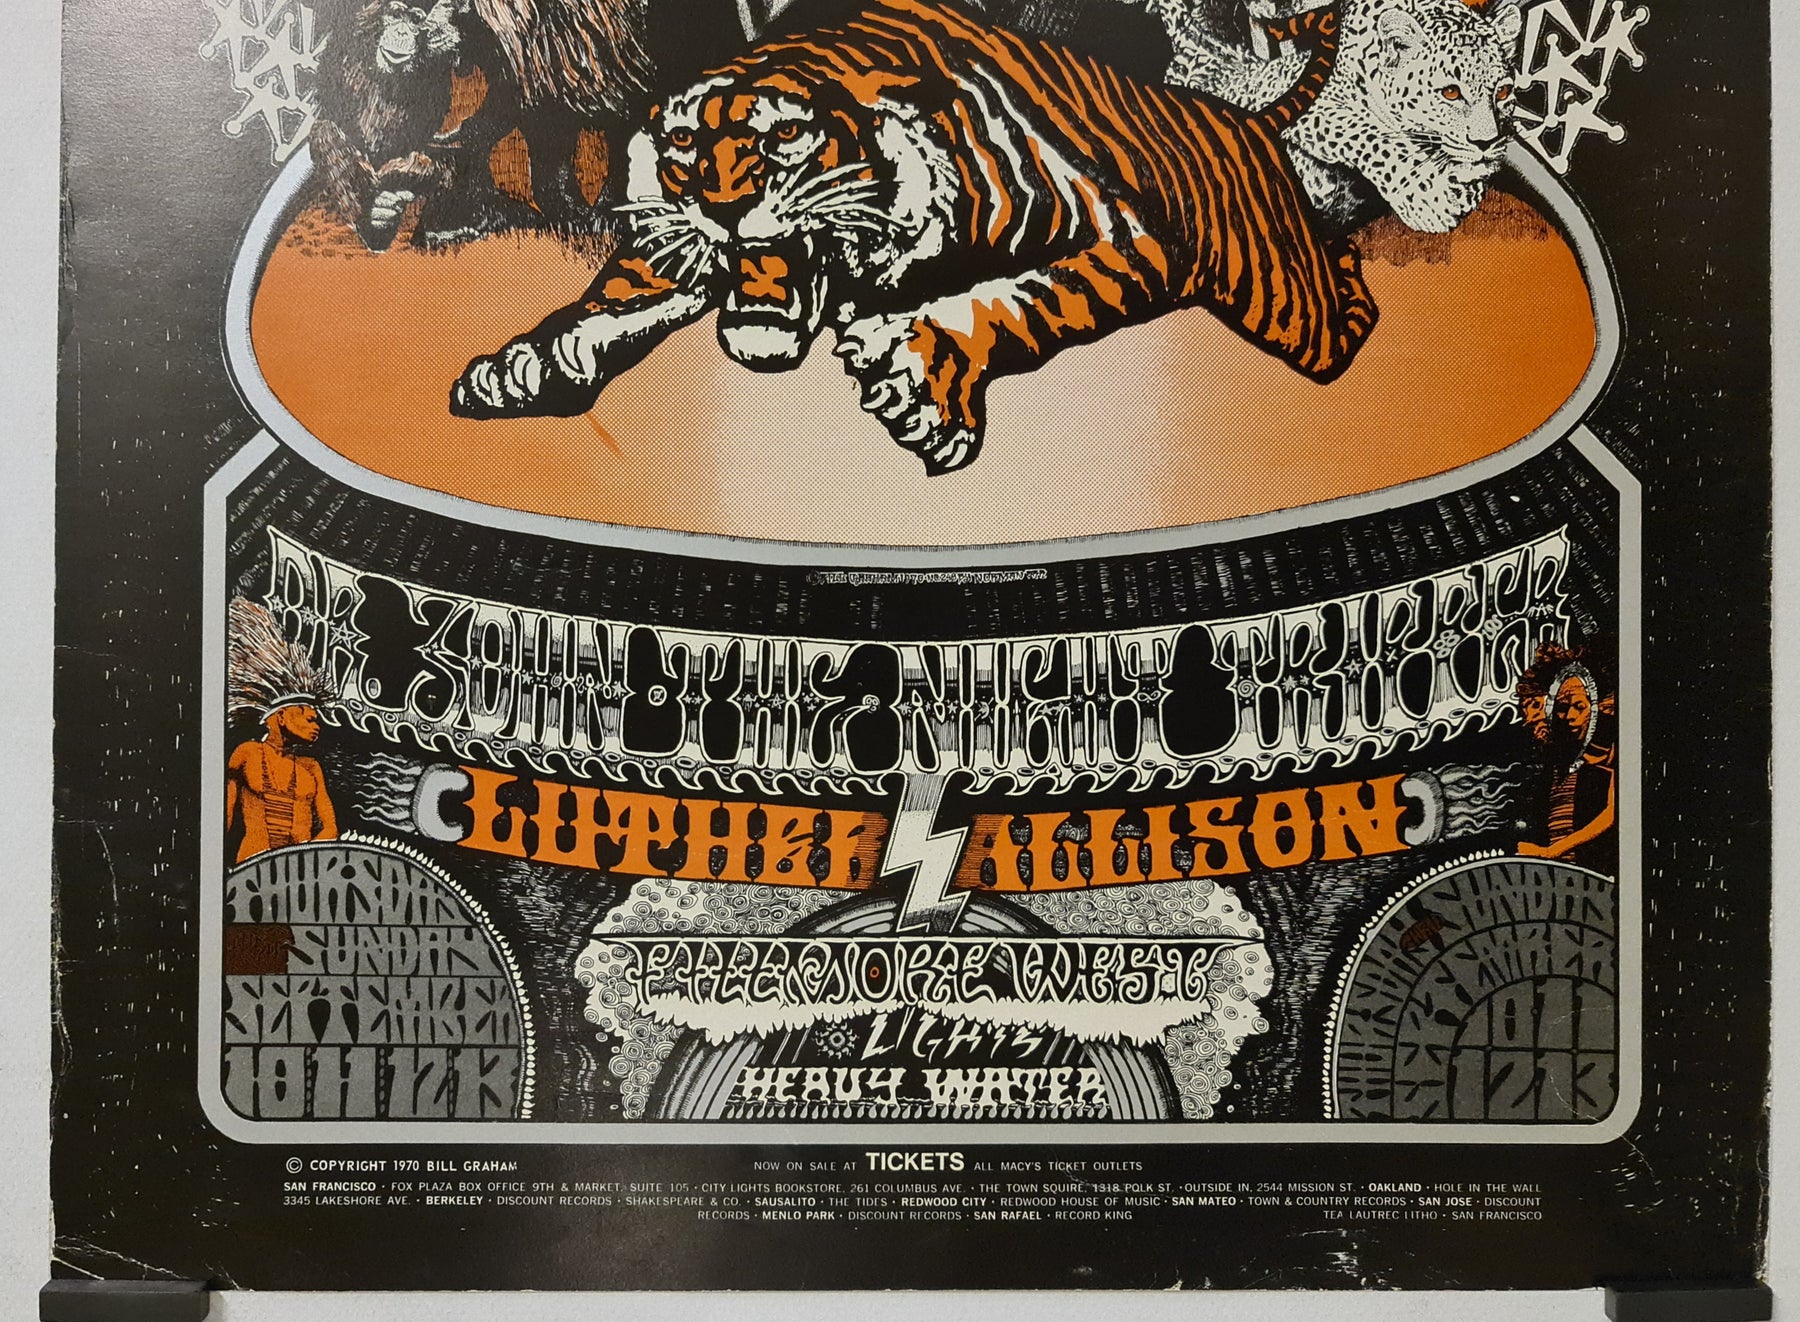 DR. JOHN THE NIGHT TRIPPER
LUTHER ALLISON
THURSDAY
SUNDAY
SEPTEMBER
10 11 12 13
FILLMORE WEST
LIGHTS
HEAVY WATER
SUNDAY
10 11
12 13
© COPYRIGHT 1970 BILL GRAHAM
NOW ON SALE AT TICKETS ALL MACY'S TICKET OUTLETS
SAN FRANCISCO · FOX PLAZA BOX OFFICE 9TH & MARKET, SUITE 105 · CITY LIGHTS BOOKSTORE, 261 COLUMBUS AVE. · THE TOWN SQUIRE, 1318 POLK ST. · OUTSIDE IN, 2544 MISSION ST. · OAKLAND · HOLE IN THE WALL
3345 LAKESHORE AVE. · BERKELEY · DISCOUNT RECORDS · SHAKESPEARE & CO. · SAUSALITO · THE TIDES · REDWOOD CITY · REDWOOD HOUSE OF MUSIC · SAN MATEO · TOWN & COUNTRY RECORDS · SAN JOSE · DISCOUNT
RECORDS · MENLO PARK · DISCOUNT RECORDS · SAN RAFAEL · RECORD KING
TEA LAUTREC LITHO · SAN FRANCISCO